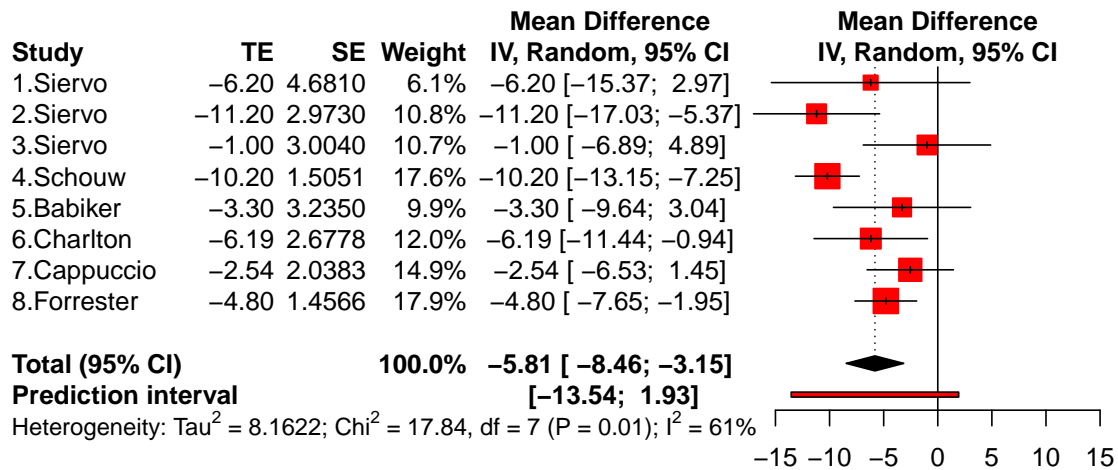 Mean Difference Mean Difference
Study TE SE Weight IV, Random, 95% CI IV, Random, 95% CI
1.Siervo −6.20 4.6810 6.1% −6.20 [−15.37; 2.97]
2.Siervo −11.20 2.9730 10.8% −11.20 [−17.03; −5.37]
3.Siervo −1.00 3.0040 10.7% −1.00 [ −6.89; 4.89]
4.Schouw −10.20 1.5051 17.6% −10.20 [−13.15; −7.25]
5.Babiker −3.30 3.2350 9.9% −3.30 [ −9.64; 3.04]
6.Charlton −6.19 2.6778 12.0% −6.19 [−11.44; −0.94]
7.Cappuccio −2.54 2.0383 14.9% −2.54 [ −6.53; 1.45]
8.Forrester −4.80 1.4566 17.9% −4.80 [ −7.65; −1.95]
Total (95% CI) 100.0% −5.81 [ −8.46; −3.15]
Prediction interval [−13.54; 1.93]
Heterogeneity: Tau² = 8.1622; Chi² = 17.84, df = 7 (P = 0.01); I² = 61%
−15 −10 −5 0 5 10 15